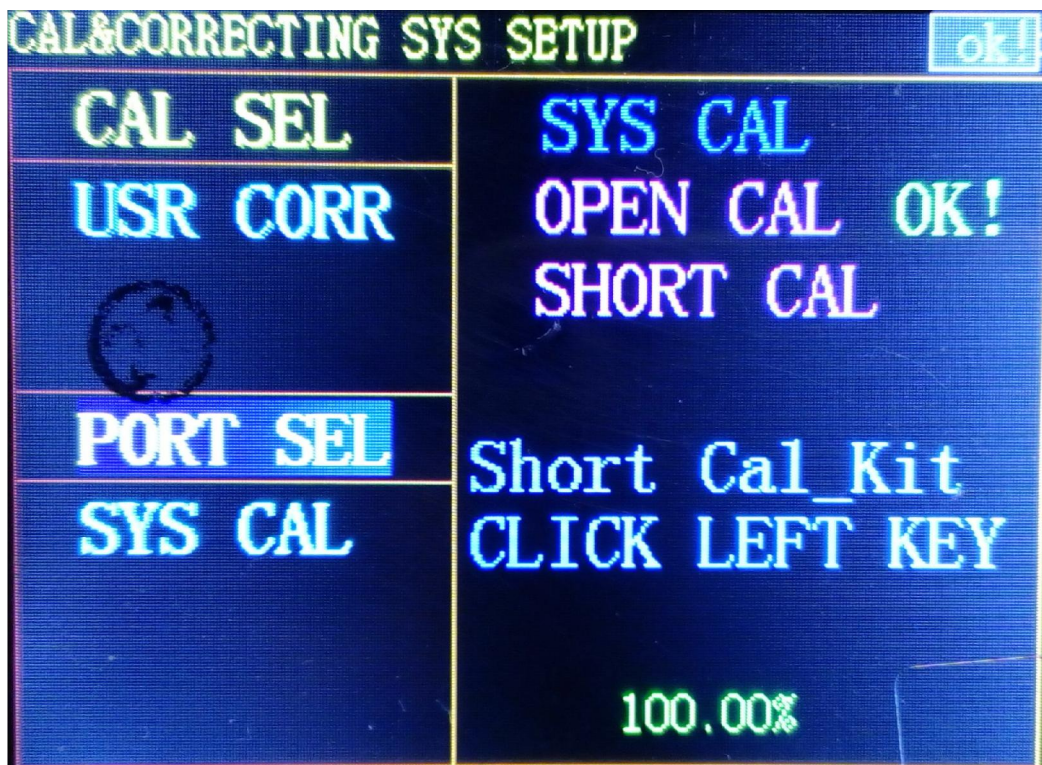 CAL&CORRECTING SYS SETUP
ok!
CAL SEL
USR CORR
PORT SEL
SYS CAL
SYS CAL
OPEN CAL OK!
SHORT CAL
Short Cal_Kit
CLICK LEFT KEY
100.00%